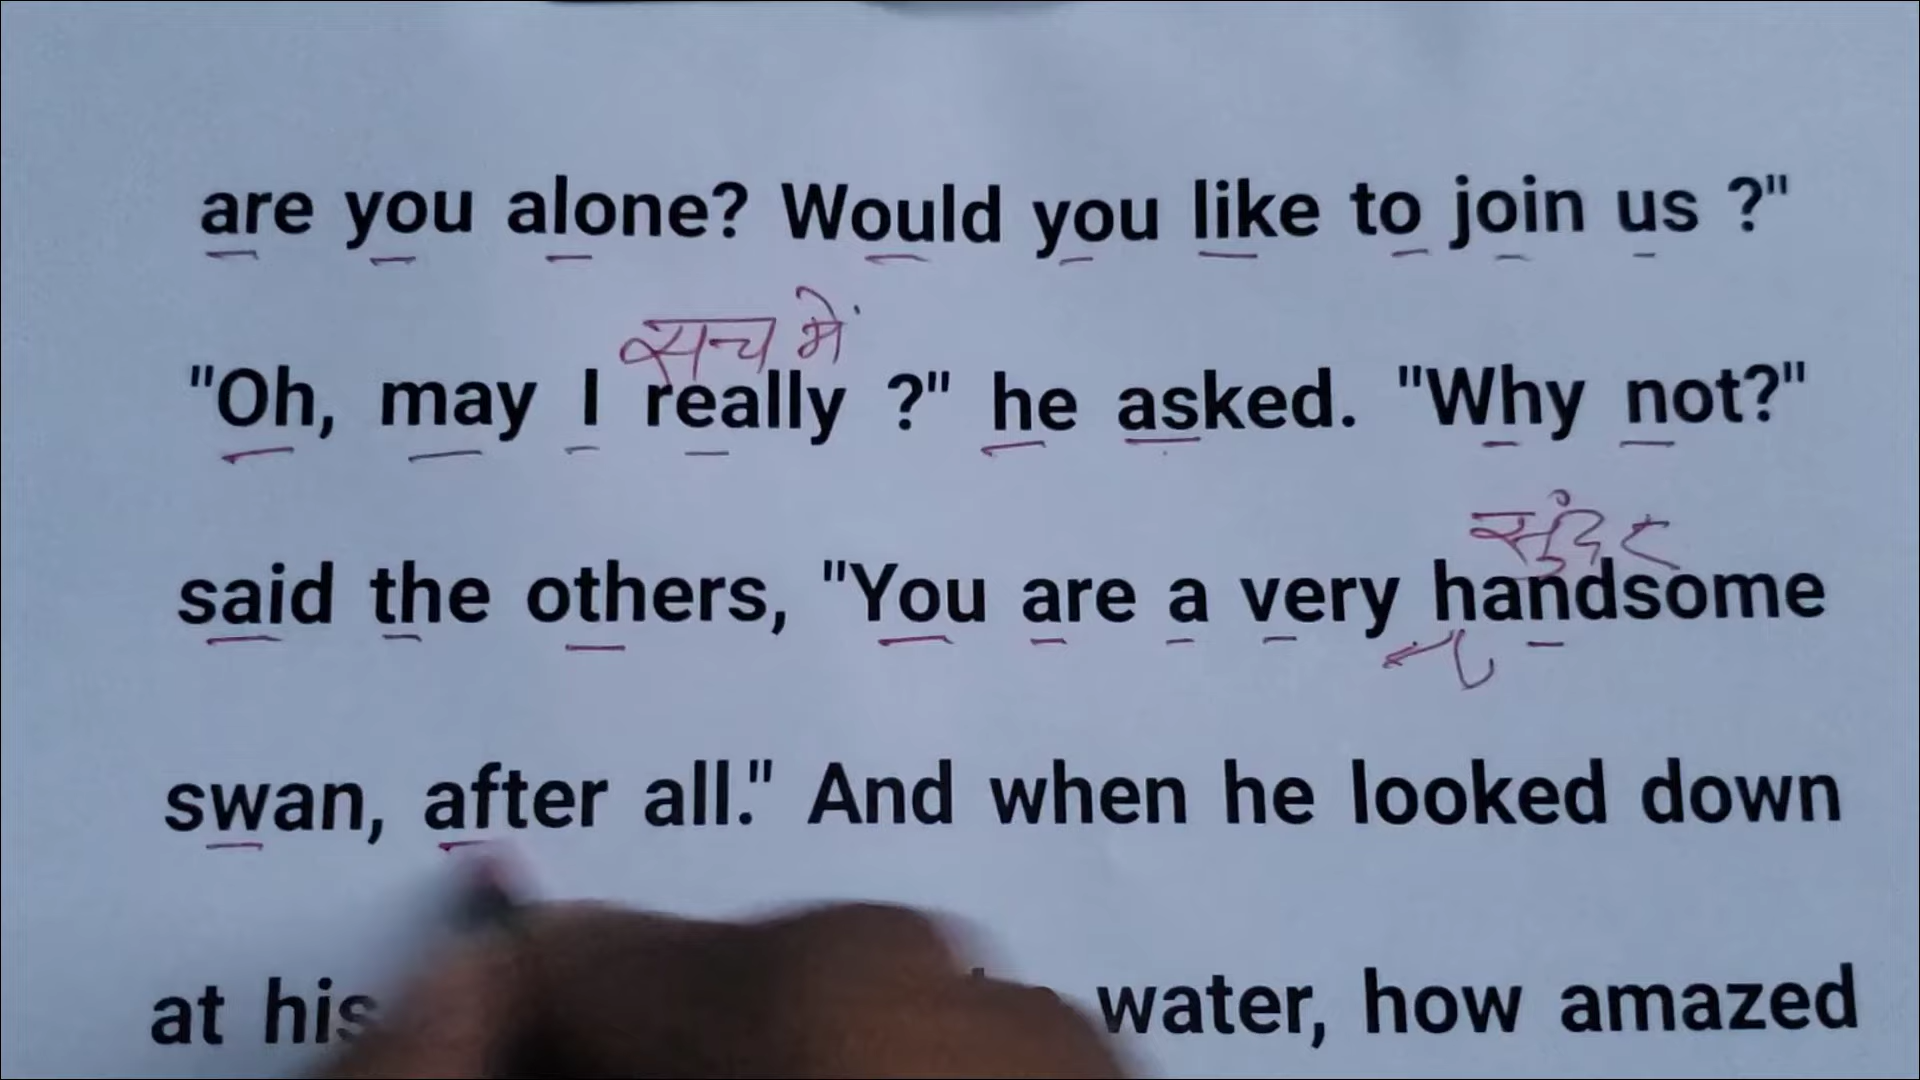 are you alone? Would you like to join us ?"
सच में
"Oh, may I really ?" he asked. "Why not?"
सुंदर
said the others, "You are a very handsome
swan, after all." And when he looked down
at his water, how amazed